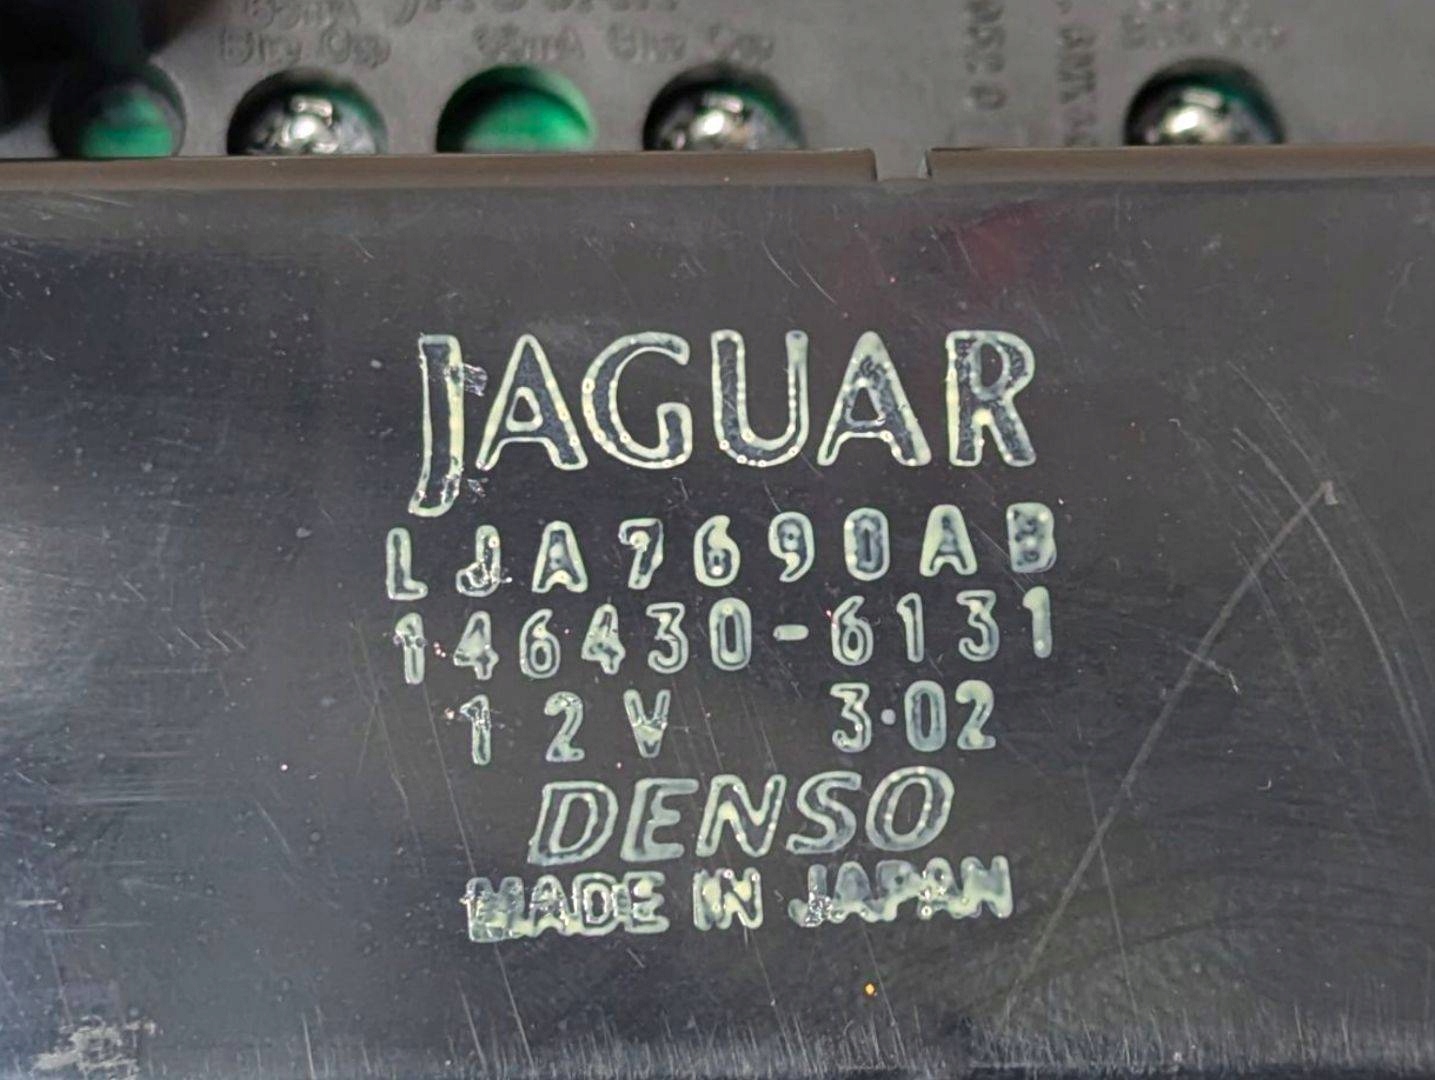 JAGUAR
LJA7690AB
146430-6131
12V 3·02
DENSO
MADE IN JAPAN